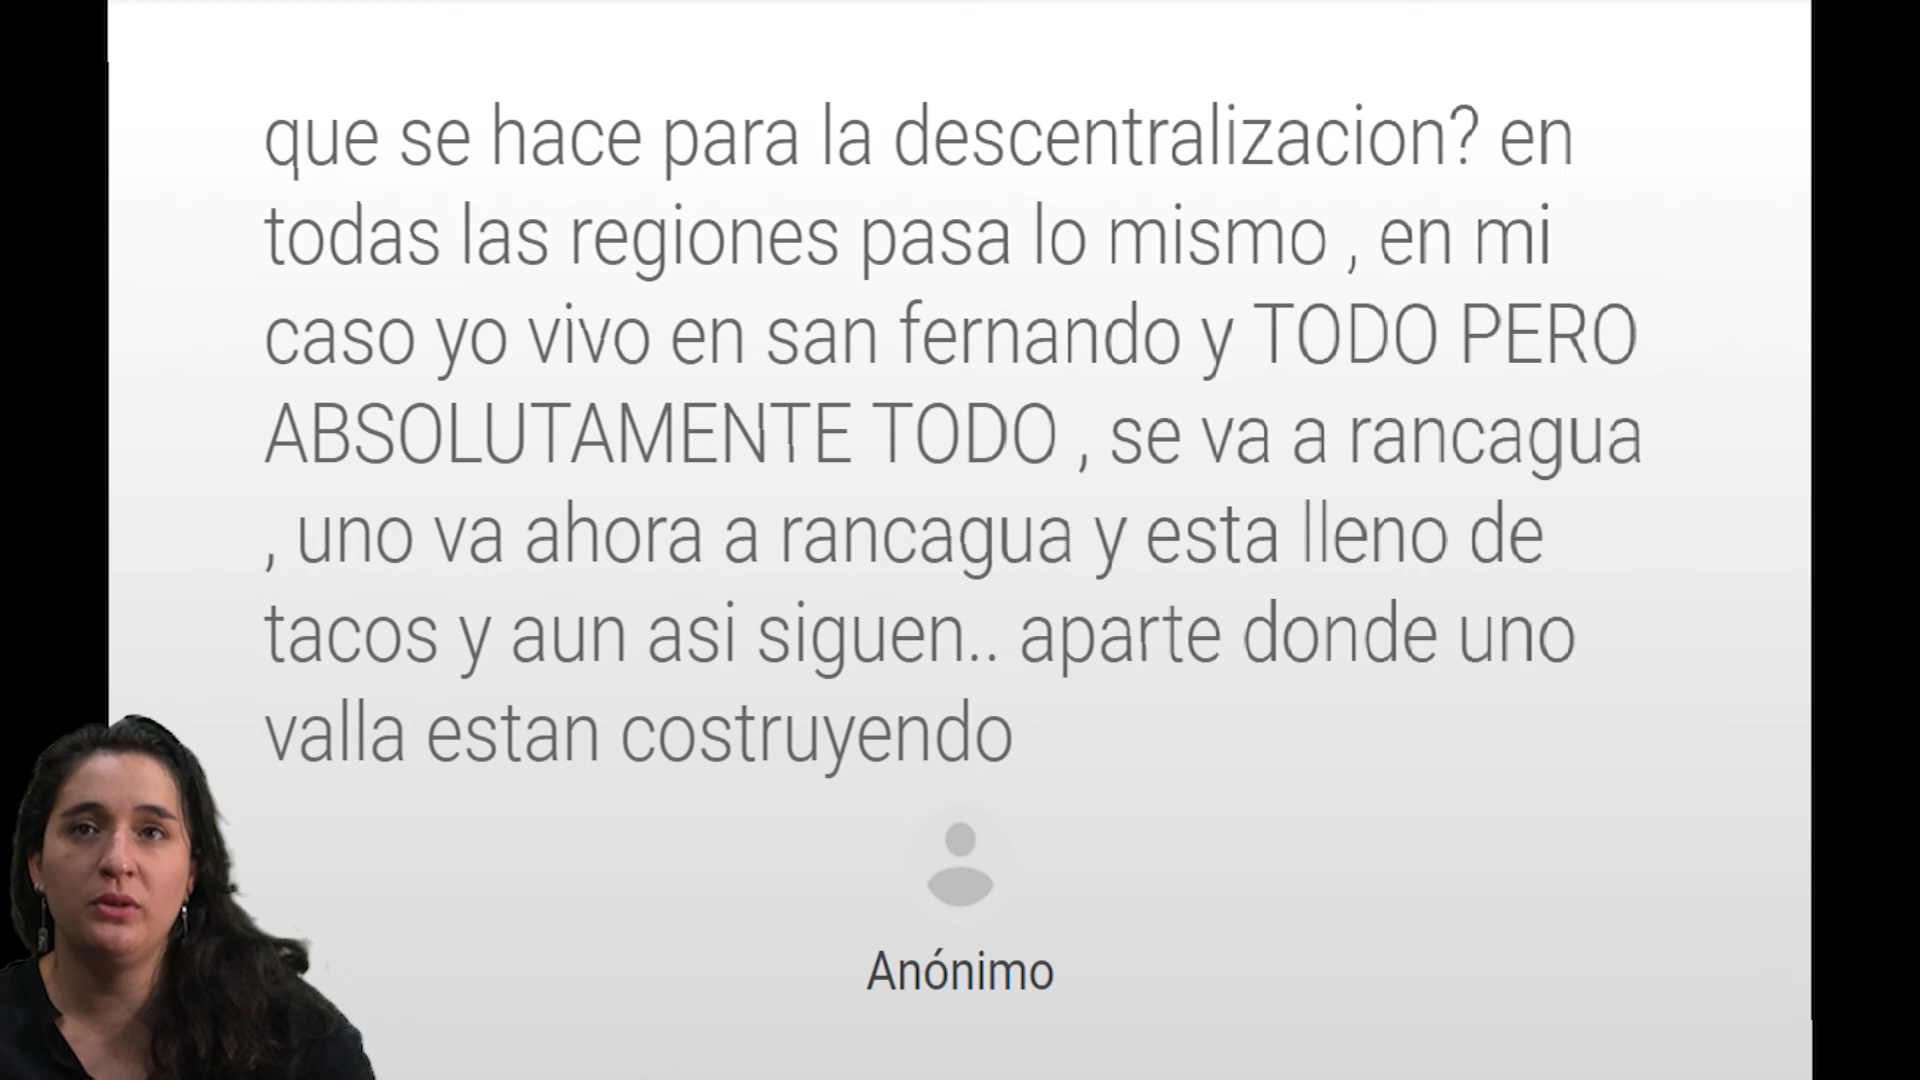 que se hace para la descentralizacion? en
todas las regiones pasa lo mismo , en mi
caso yo vivo en san fernando y TODO PERO
ABSOLUTAMENTE TODO , se va a rancagua
, uno va ahora a rancagua y esta lleno de
tacos y aun asi siguen.. aparte donde uno
valla estan costruyendo
Anónimo